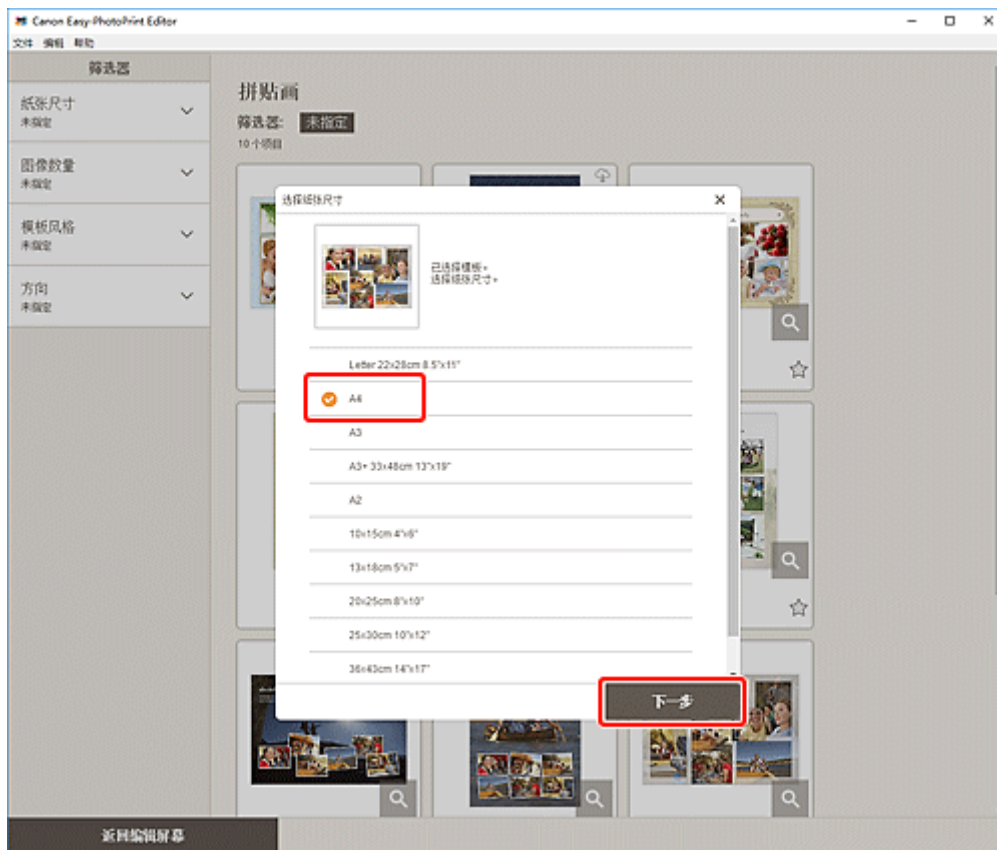 Canon Easy-PhotoPrint Editor
文件 编辑 帮助
筛选器
纸张尺寸
未指定
图像数量
未指定
模板风格
未指定
方向
未指定
拼贴画
筛选器: 未指定
10个项目
选择纸张尺寸
已选择模板。
选择纸张尺寸。
Letter 22x28cm 8.5"x11"
A4
A3
A3+ 33x48cm 13"x19"
A2
10x15cm 4"x6"
13x18cm 5"x7"
20x25cm 8"x10"
25x30cm 10"x12"
36x43cm 14"x17"
下一步
返回编辑屏幕